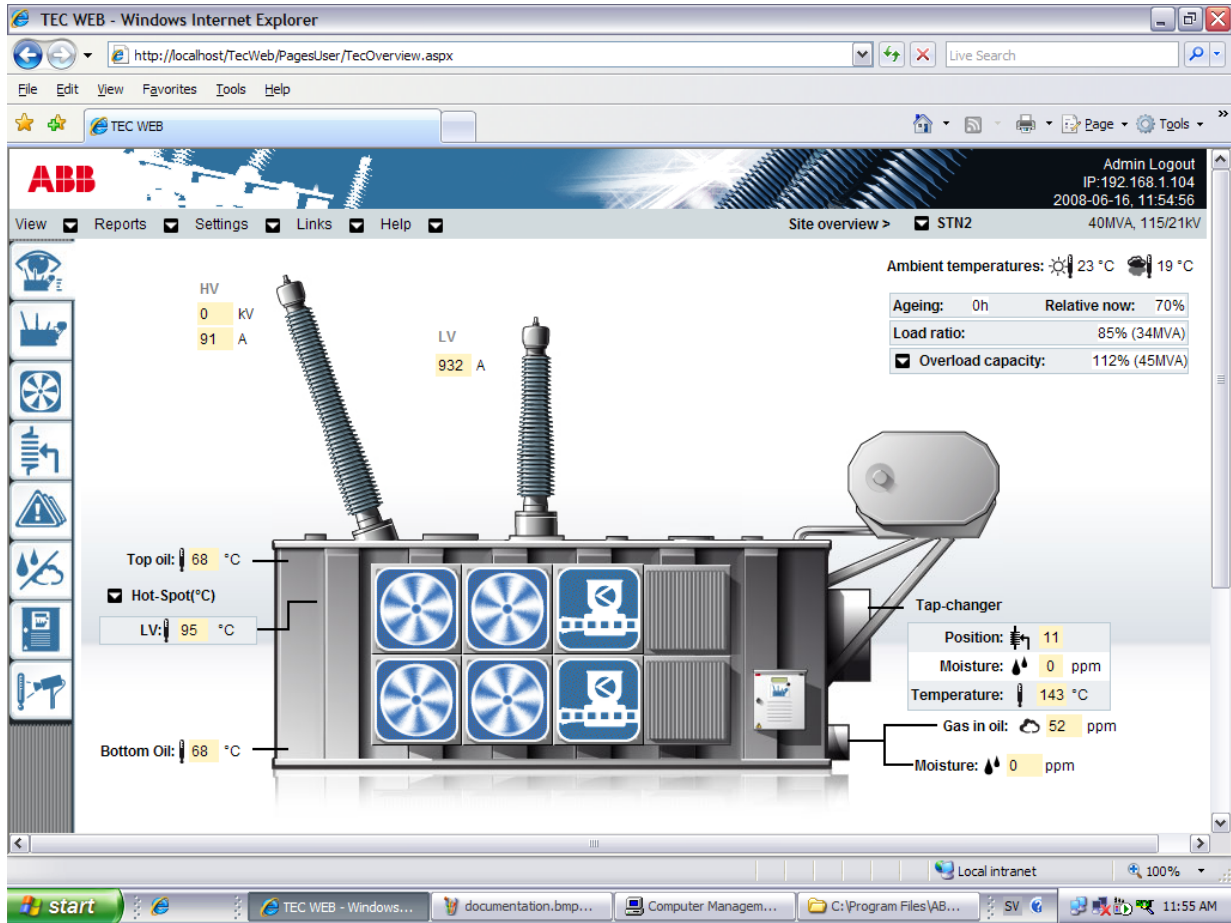 TEC WEB - Windows Internet Explorer
http://localhost/TecWeb/PagesUser/TecOverview.aspx
Live Search
File Edit View Favorites Tools Help
TEC WEB
Page Tools
ABB
Admin Logout
IP:192.168.1.104
2008-06-16, 11:54:56
View Reports Settings Links Help Site overview > STN2 40MVA, 115/21kV
Ambient temperatures: 23 °C 19 °C
HV
0 kV
91 A
LV
932 A
Ageing: 0h Relative now: 70%
Load ratio: 85% (34MVA)
Overload capacity: 112% (45MVA)
Top oil: 68 °C
Hot-Spot(°C)
LV: 95 °C
Bottom Oil: 68 °C
Tap-changer
Position: 11
Moisture: 0 ppm
Temperature: 143 °C
Gas in oil: 52 ppm
Moisture: 0 ppm
Local intranet 100%
start TEC WEB - Windows... documentation.bmp... Computer Managem... C:\Program Files\AB... SV 11:55 AM